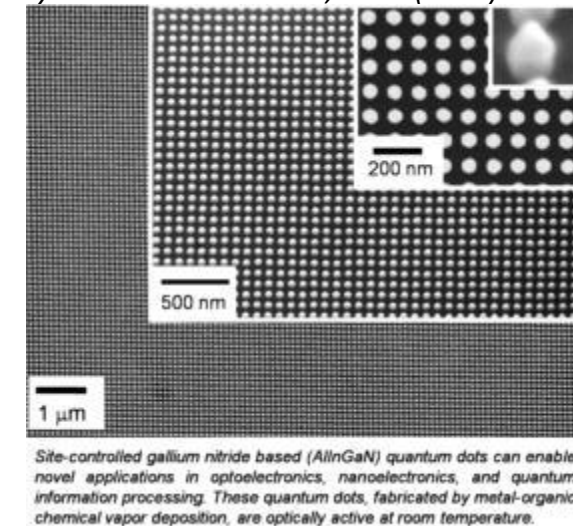 200 nm
500 nm
1 μm
Site-controlled gallium nitride based (AlInGaN) quantum dots can enable
novel applications in optoelectronics, nanoelectronics, and quantum
information processing. These quantum dots, fabricated by metal-organic
chemical vapor deposition, are optically active at room temperature.